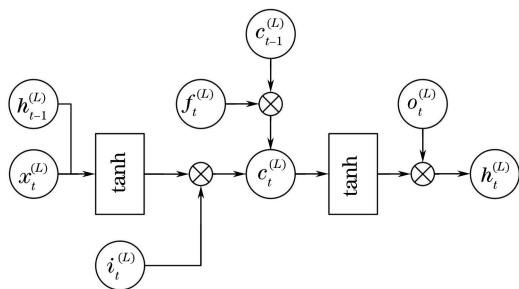 c_{t-1}^{(L)}
h_{t-1}^{(L)}
f_t^{(L)}
o_t^{(L)}
x_t^{(L)}
tanh
c_t^{(L)}
tanh
h_t^{(L)}
i_t^{(L)}